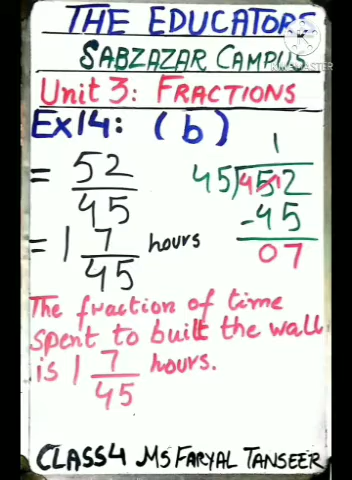 THE EDUCATORS
SABZAZAR CAMPUS
Unit 3: FRACTIONS
Ex14: (b)
= 52/45
1
45)4512
-45
07
= 1 7/45 hours
The fraction of time
spent to built the wall
is 1 7/45 hours.
CLASS4 MS FARYAL TANSEER